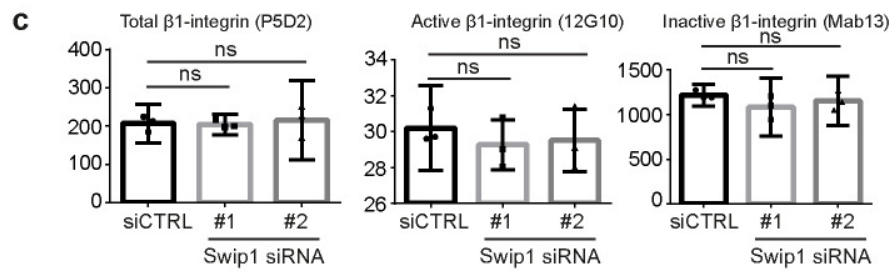 c
Total β1-integrin (P5D2)
400
300
200
100
0
ns
ns
siCTRL #1 #2
Swip1 siRNA
Active β1-integrin (12G10)
34
32
30
28
26
ns
ns
siCTRL #1 #2
Swip1 siRNA
Inactive β1-integrin (Mab13)
1500
1000
500
0
ns
ns
siCTRL #1 #2
Swip1 siRNA